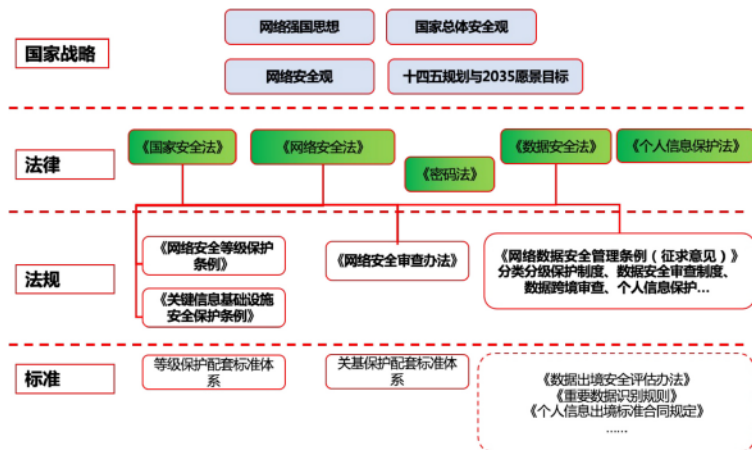 网络强国思想
国家总体安全观
国家战略
网络安全观
十四五规划与2035愿景目标
《国家安全法》
《网络安全法》
《数据安全法》
《个人信息保护法》
法律
《密码法》
《网络安全等级保护
条例》
《网络安全审查办法》
《网络数据安全管理条例（征求意见）》
分类分级保护制度、数据安全审查制度、
数据跨境审查、个人信息保护...
法规
《关键信息基础设施
安全保护条例》
标准
等级保护配套标准体
系
关基保护配套标准体
系
《数据出境安全评估办法》
《重要数据识别规则》
《个人信息出境标准合同规定》
......